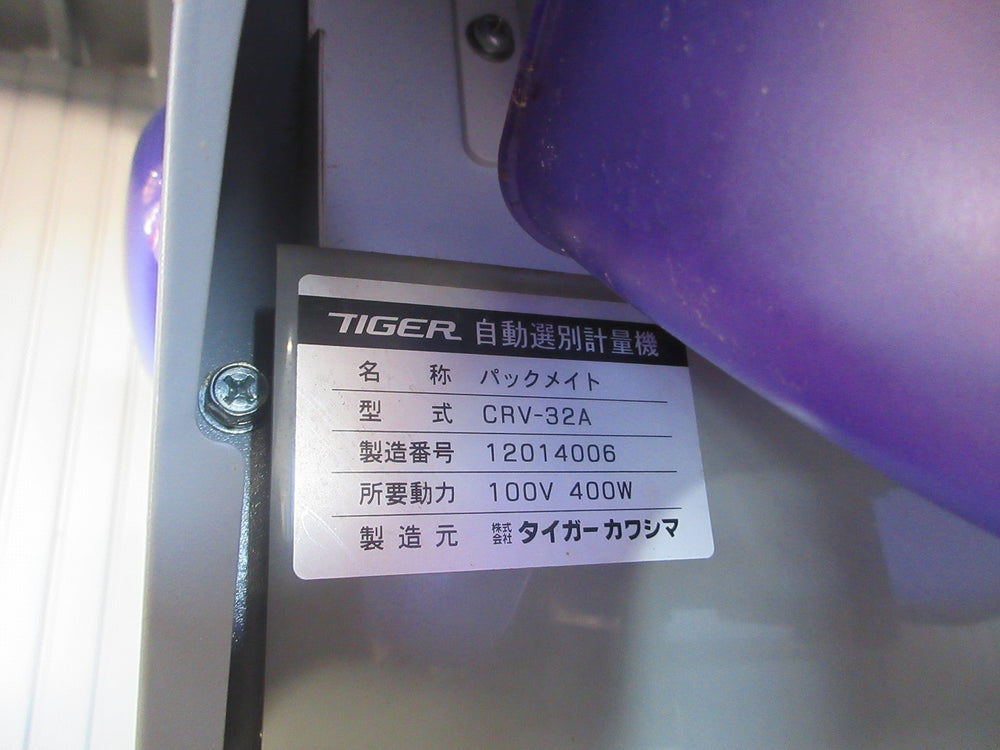 TIGER 自動選別計量機
名称 パックメイト
型式 CRV-32A
製造番号 12014006
所要動力 100V 400W
製造元 株式会社 タイガーカワシマ